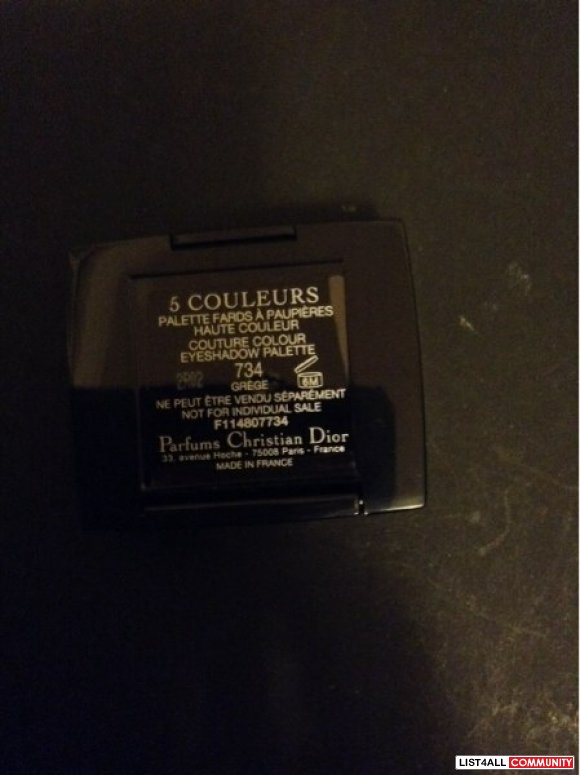 5 COULEURS
PALETTE FARDS À PAUPIÈRES
HAUTE COULEUR
COUTURE COLOUR
EYESHADOW PALETTE
734
GRÈGE
6M
NE PEUT ÊTRE VENDU SÉPARÉMENT
NOT FOR INDIVIDUAL SALE
F114807734
Parfums Christian Dior
33, avenue Hoche - 75008 Paris - France
MADE IN FRANCE
LIST4ALL COMMUNITY